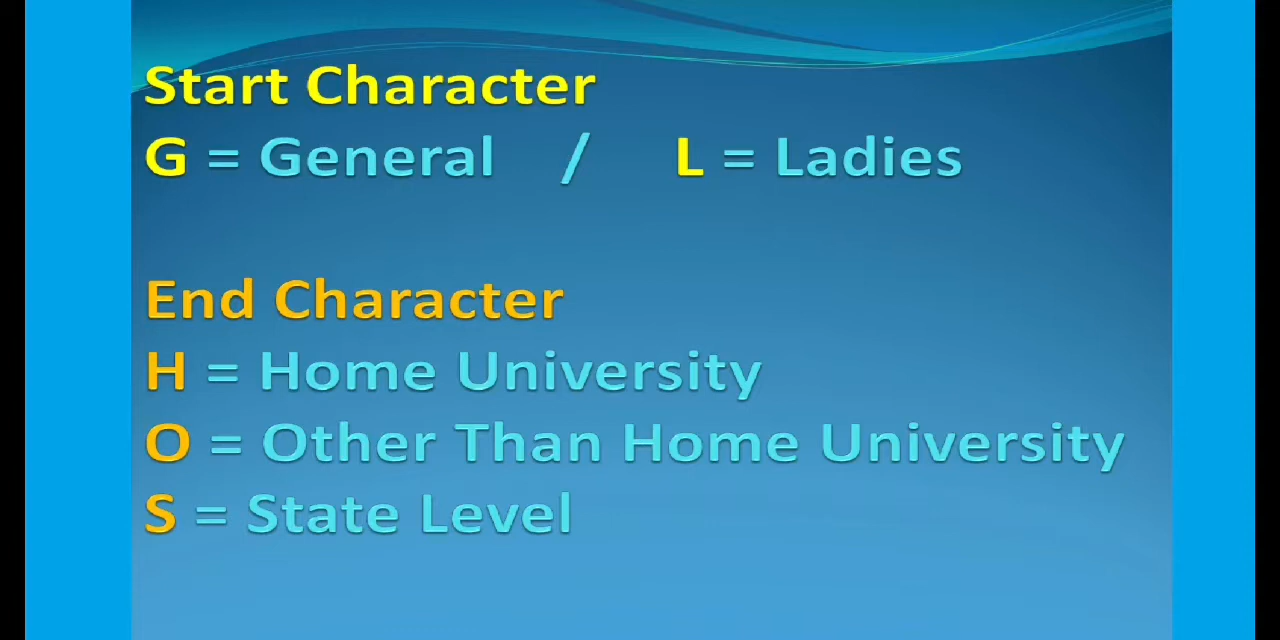 Start Character
G = General / L = Ladies
End Character
H = Home University
O = Other Than Home University
S = State Level